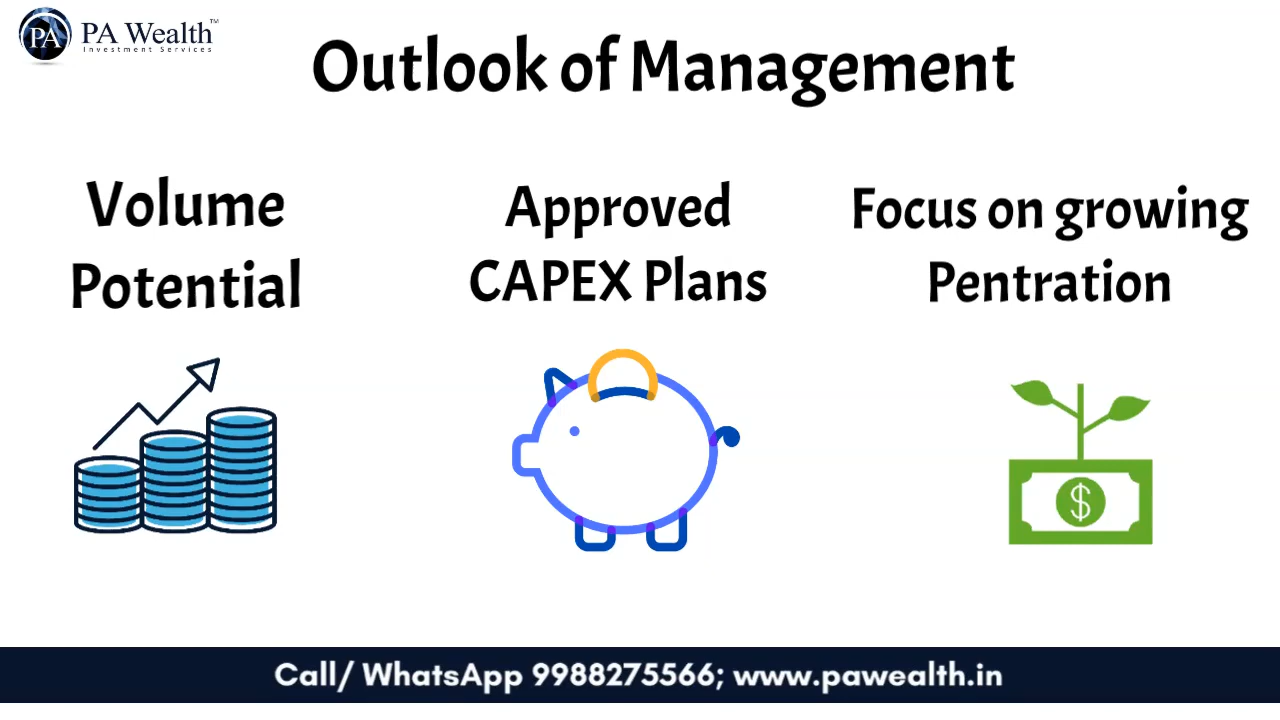 PA
PA Wealth™
Investment Services
Outlook of Management
Volume
Potential
Approved
CAPEX Plans
Focus on growing
Pentration
$
Call/ WhatsApp 9988275566; www.pawealth.in